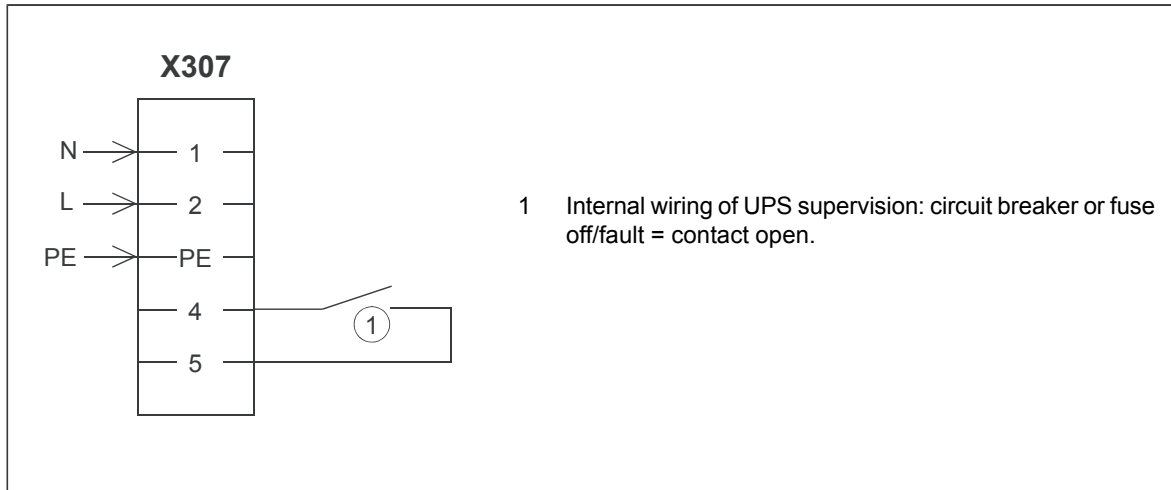 X307
N 1
L 2
PE PE
4
1
5
1 Internal wiring of UPS supervision: circuit breaker or fuse
off/fault = contact open.